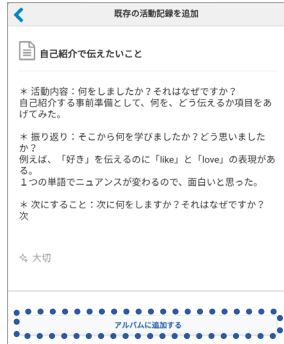 既存の活動記録を追加
自己紹介で伝えたいこと
＊ 活動内容：何をしましたか？それはなぜですか？
自己紹介する事前準備として、何を、どう伝えるか項目をあ
げてみた。
＊ 振り返り：そこから何を学びましたか？どう思いました
か？
例えば、「好き」を伝えるのに「like」と「love」の表現があ
る。
１つの単語でニュアンスが変わるので、面白いと思った。
＊ 次にすること：次に何をしますか？それはなぜですか？
次
大切
アルバムに追加する